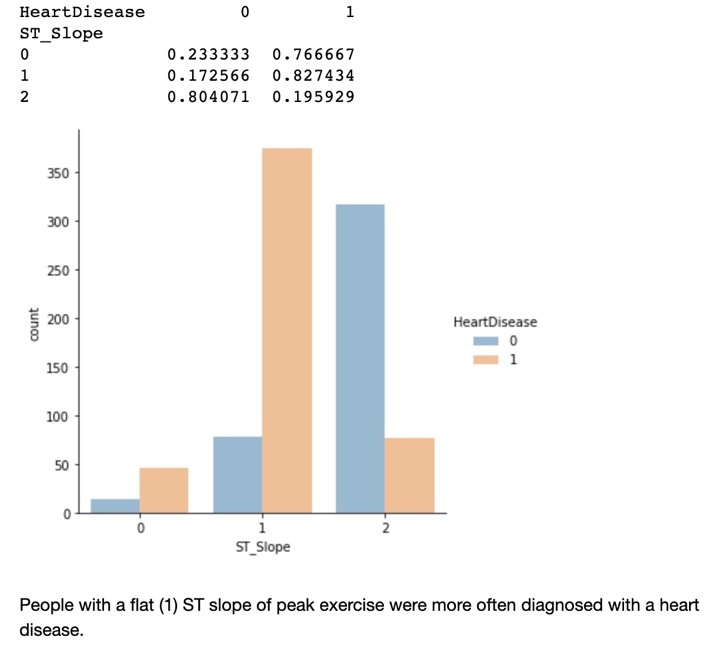 HeartDisease 0 1
ST_Slope
0 0.233333 0.766667
1 0.172566 0.827434
2 0.804071 0.195929
350
300
250
200
150
100
50
0
count
0 1 2
ST_Slope
HeartDisease
0
1
People with a flat (1) ST slope of peak exercise were more often diagnosed with a heart
disease.